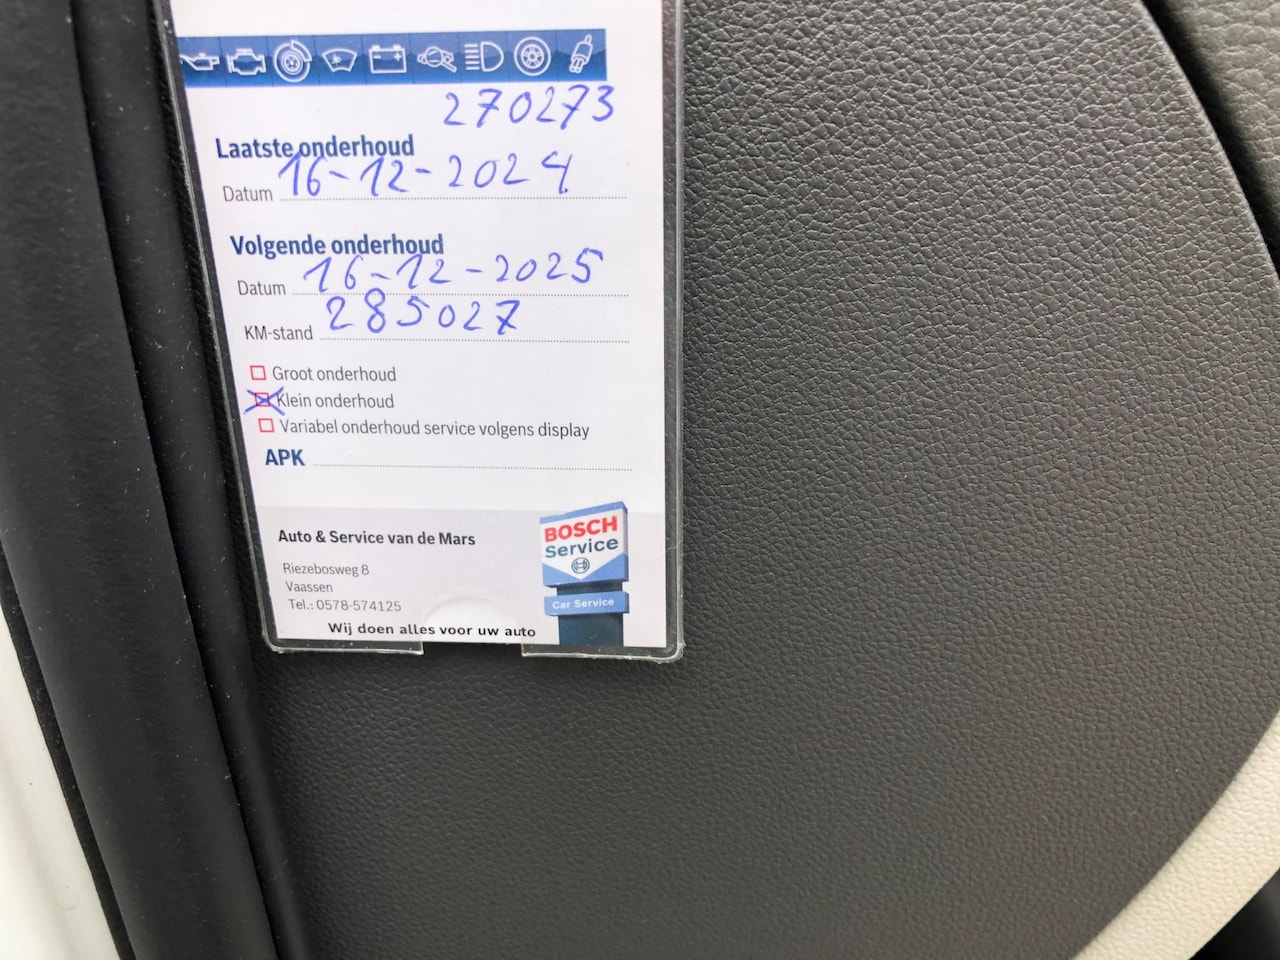 270273
Laatste onderhoud
Datum 16-12-2024
Volgende onderhoud
Datum 16-12-2025
KM-stand 285027
Groot onderhoud
Klein onderhoud
Variabel onderhoud service volgens display
APK
Auto & Service van de Mars
Riezebosweg 8
Vaassen
Tel.: 0578-574125
Wij doen alles voor uw auto
BOSCH
Service
Car Service